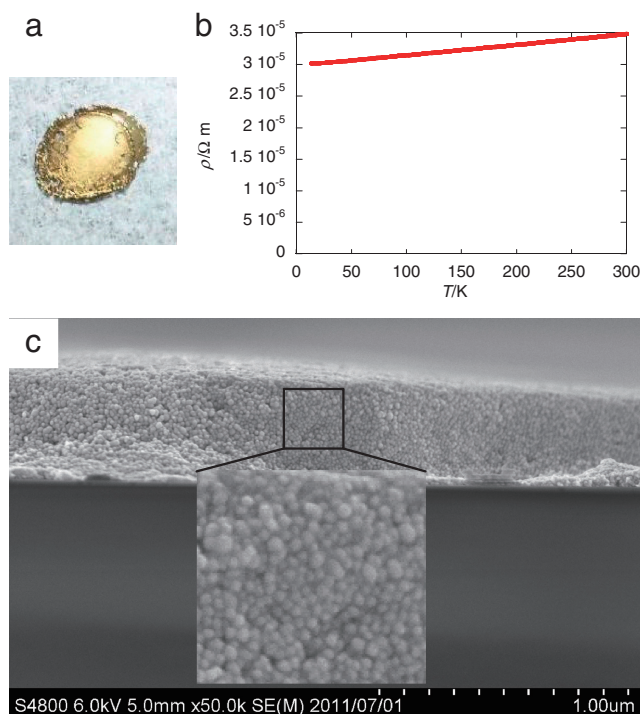 a
b
3.5 10⁻⁵
3 10⁻⁵
2.5 10⁻⁵
2 10⁻⁵
1.5 10⁻⁵
1 10⁻⁵
5 10⁻⁶
0
ρ/Ω m
0 50 100 150 200 250 300
T/K
c
S4800 6.0kV 5.0mm x50.0k SE(M) 2011/07/01 1.00um